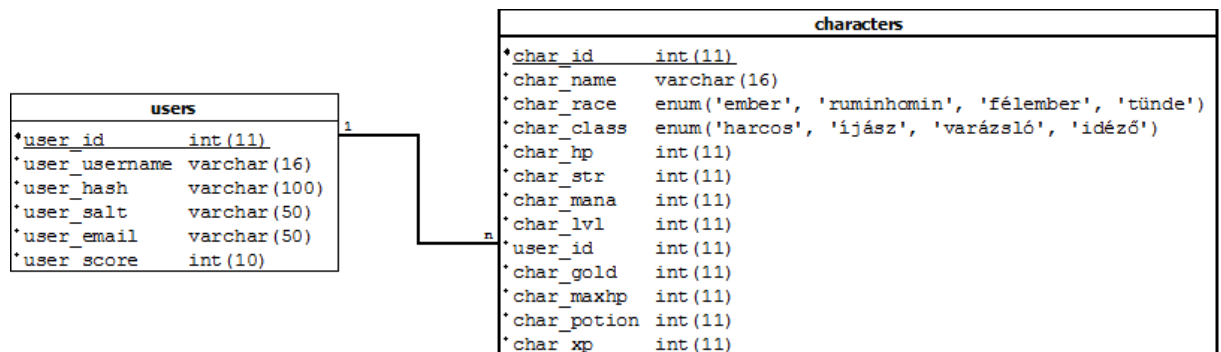 users
user_id int(11)
user_username varchar(16)
user_hash varchar(100)
user_salt varchar(50)
user_email varchar(50)
user_score int(10)
1
n
characters
char_id int(11)
char_name varchar(16)
char_race enum('ember', 'ruminhomin', 'félember', 'tünde')
char_class enum('harcos', 'íjász', 'varázsló', 'idéző')
char_hp int(11)
char_str int(11)
char_mana int(11)
char_lvl int(11)
user_id int(11)
char_gold int(11)
char_maxhp int(11)
char_potion int(11)
char_xp int(11)